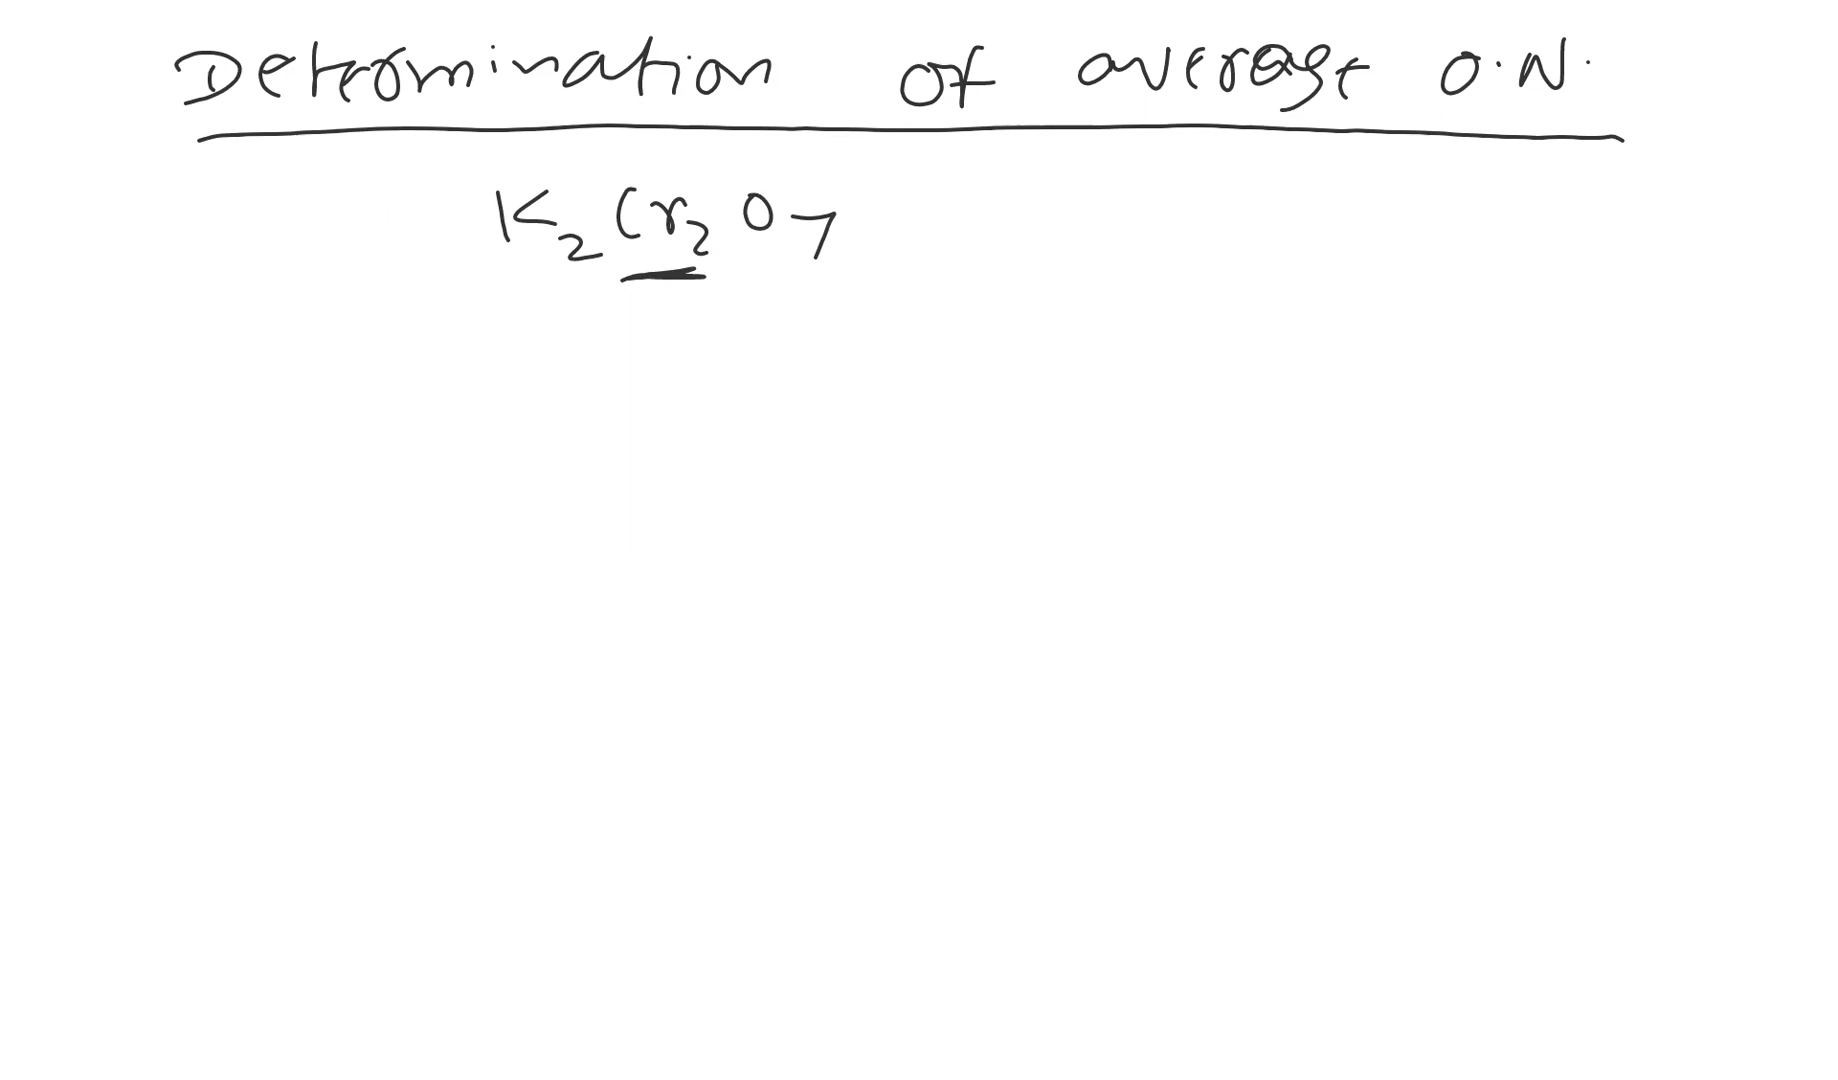 Determination of average O.N.
K₂Cr₂O₇